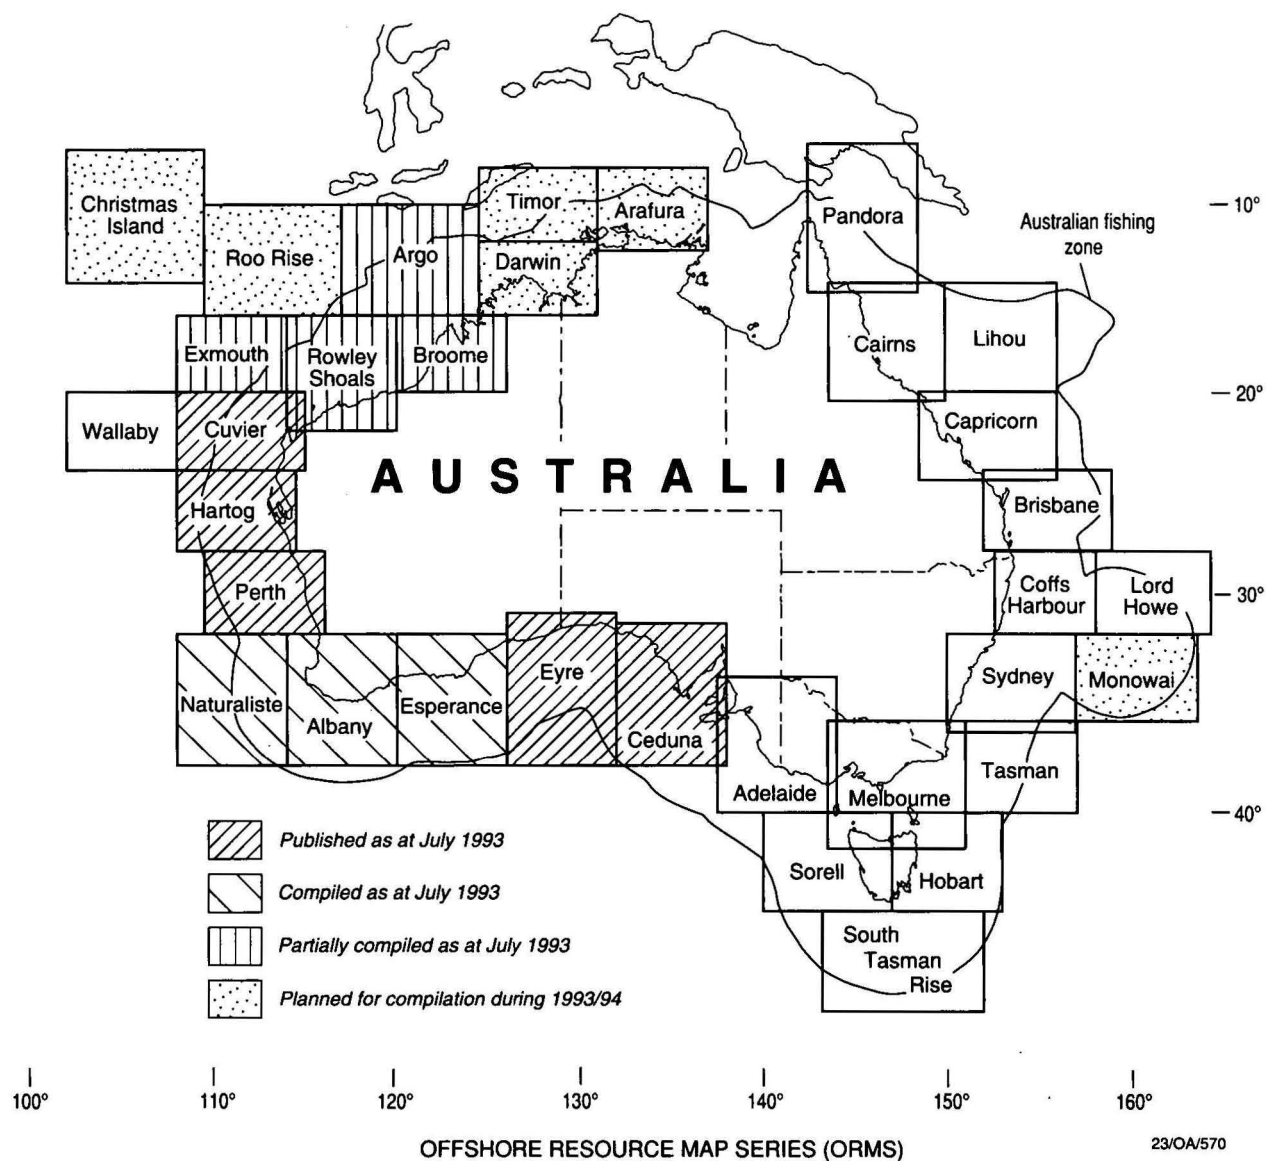 Christmas
Island
Roo Rise
Argo
Timor
Arafura
Darwin
Pandora
Australian fishing
zone
10°
Exmouth
Rowley
Shoals
Broome
Cairns
Lihou
20°
Wallaby
Cuvier
Capricorn
AUSTRALIA
Hartog
Brisbane
Perth
Coffs
Harbour
Lord
Howe
30°
Naturaliste
Albany
Esperance
Eyre
Ceduna
Sydney
Monowai
Adelaide
Melbourne
Tasman
40°
Sorell
Hobart
South
Tasman
Rise
Published as at July 1993
Compiled as at July 1993
Partially compiled as at July 1993
Planned for compilation during 1993/94
100°
110°
120°
130°
140°
150°
160°
OFFSHORE RESOURCE MAP SERIES (ORMS)
23/OA/570